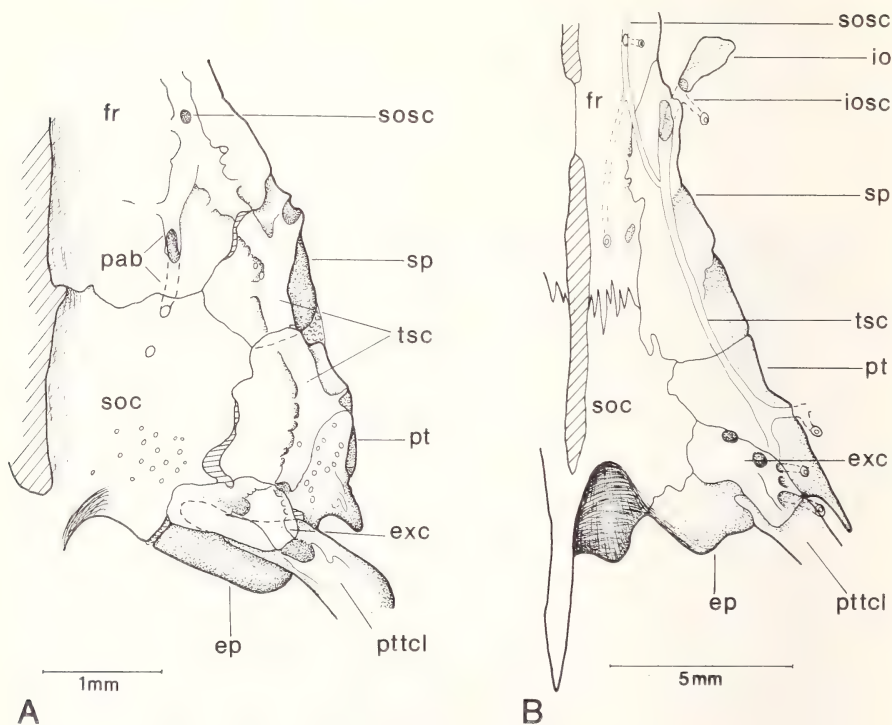 fr
sosc
pab
sp
tsc
soc
pt
exc
ep
pttcl
1mm
A
sosc
io
fr
iosc
sp
tsc
pt
soc
exc
ep
pttcl
5mm
B